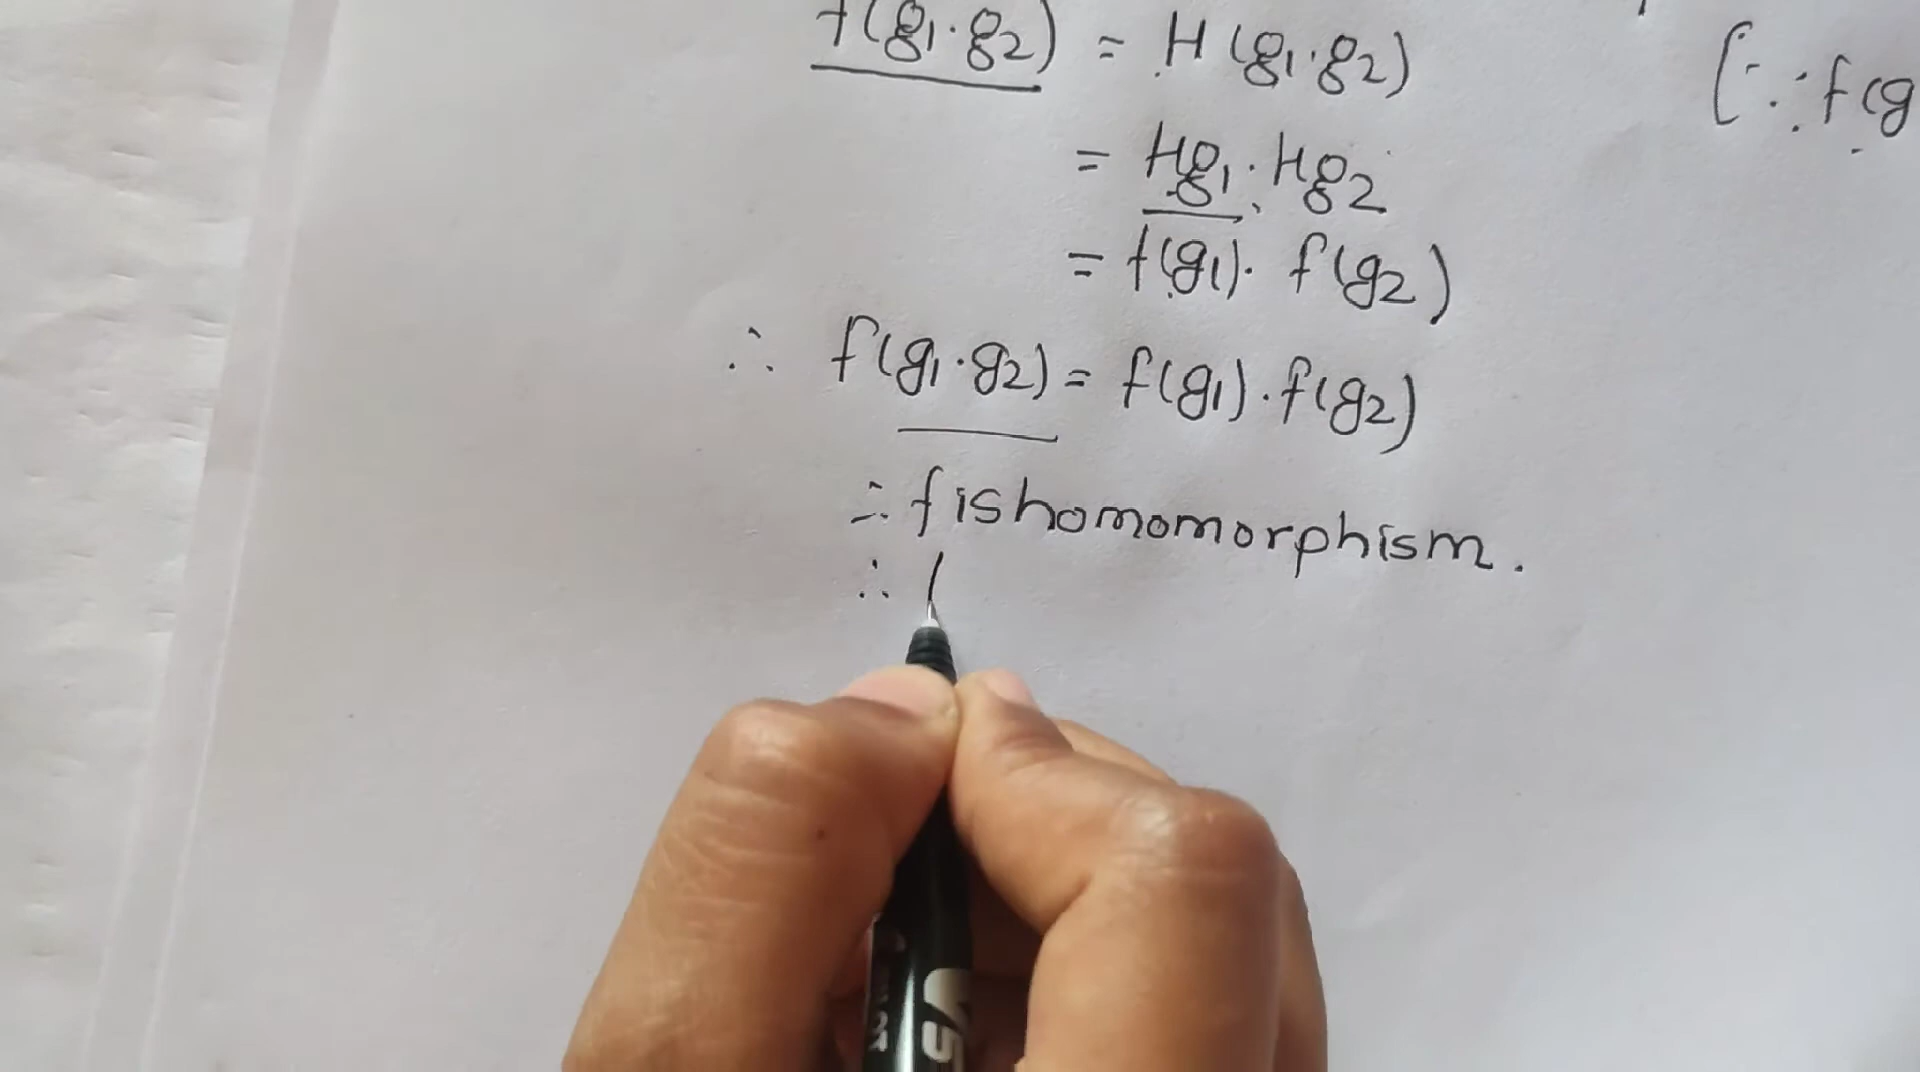 f(g1·g2) = H(g1·g2) [∵ f(g
= Hg1·Hg2
= f(g1)· f(g2)
∴ f(g1·g2) = f(g1)·f(g2)
∴ f is homomorphism.
∴ (